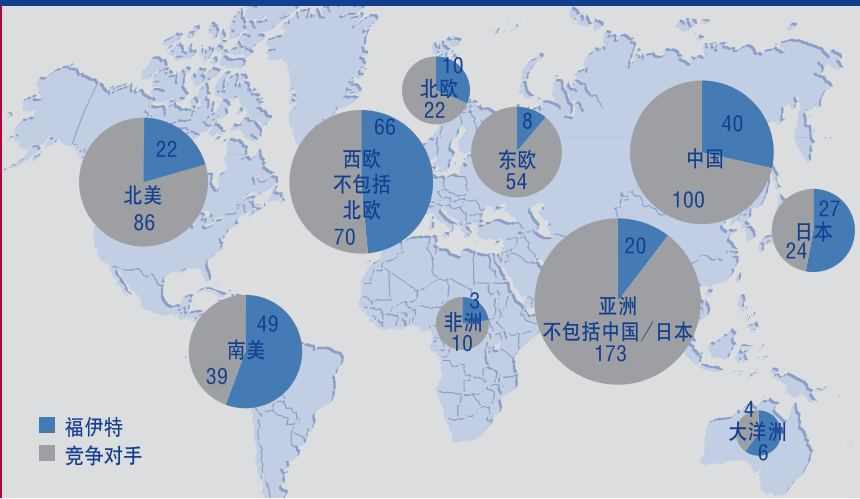 10
北欧
22
66
西欧
不包括
北欧
70
8
东欧
54
40
中国
100
22
北美
86
27
日本
24
20
亚洲
不包括中国/日本
173
3
非洲
10
49
南美
39
4
大洋洲
6
福伊特
竞争对手